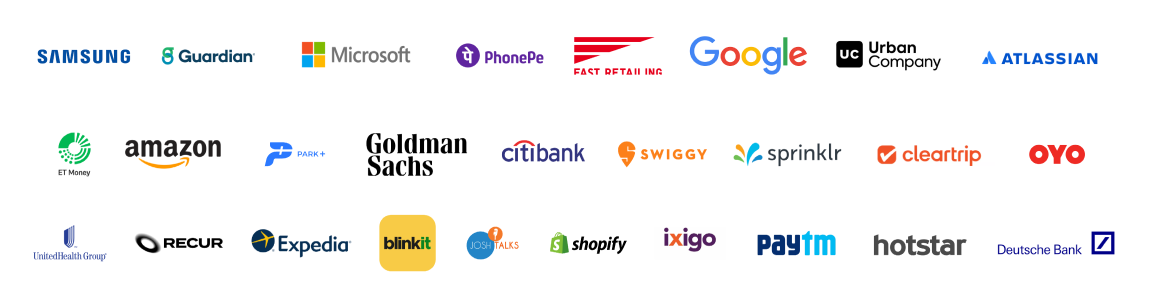 SAMSUNG
Guardian
Microsoft
PhonePe
FAST RETAILING
Google
UC
Urban
Company
ATLASSIAN
ET Money
amazon
PARK+
Goldman
Sachs
citibank
SWIGGY
sprinklr
cleartrip
OYO
UnitedHealth Group
RECUR
Expedia
blinkit
JOSH TALKS
shopify
ixigo
paytm
hotstar
Deutsche Bank